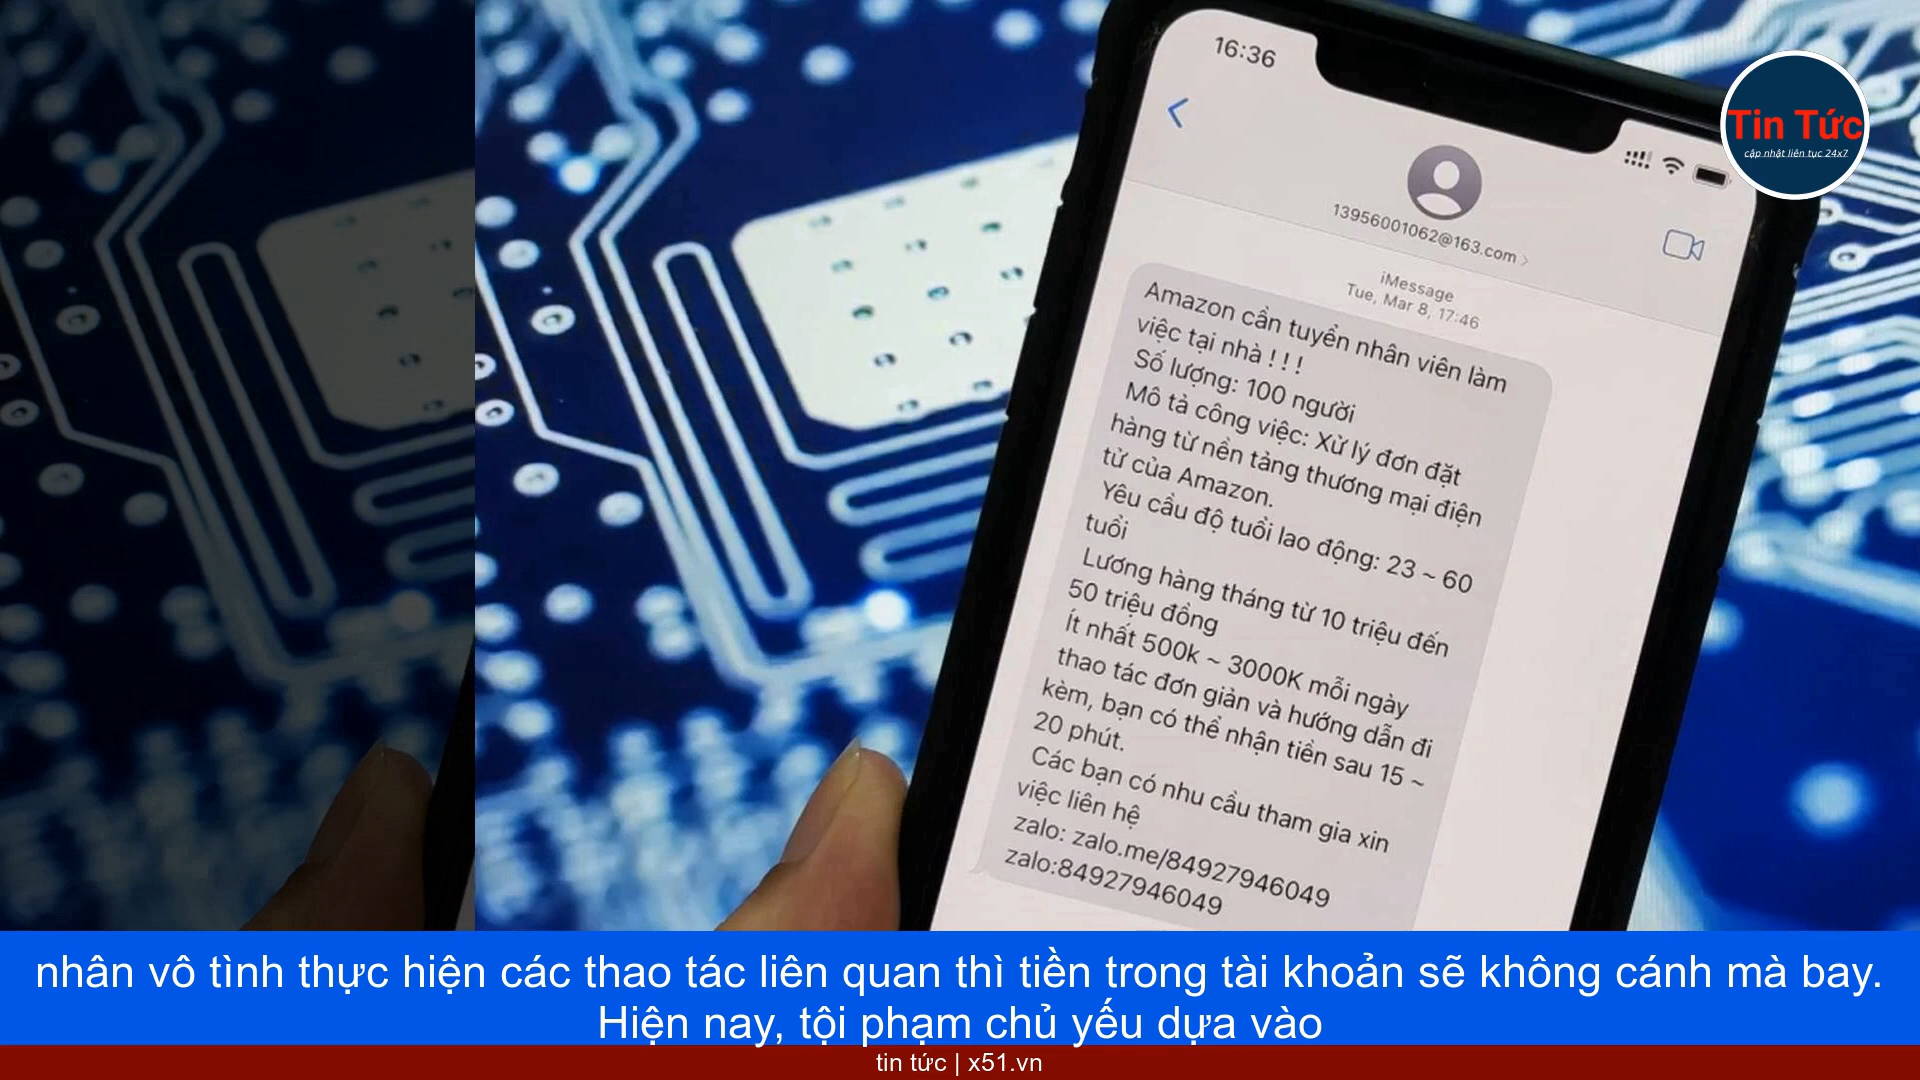 16:36
Tin Tức
cập nhật liên tục 24x7
13956001062@163.com
iMessage
Tue, Mar 8, 17:46
Amazon cần tuyển nhân viên làm
việc tại nhà ! ! !
Số lượng: 100 người
Mô tả công việc: Xử lý đơn đặt
hàng từ nền tảng thương mại điện
tử của Amazon.
Yêu cầu độ tuổi lao động: 23 ~ 60
tuổi
Lương hàng tháng từ 10 triệu đến
50 triệu đồng
Ít nhất 500k ~ 3000K mỗi ngày
thao tác đơn giản và hướng dẫn đi
kèm, bạn có thể nhận tiền sau 15 ~
20 phút.
Các bạn có nhu cầu tham gia xin
việc liên hệ
zalo: zalo.me/84927946049
zalo:84927946049
nhân vô tình thực hiện các thao tác liên quan thì tiền trong tài khoản sẽ không cánh mà bay.
Hiện nay, tội phạm chủ yếu dựa vào
tin tức | x51.vn